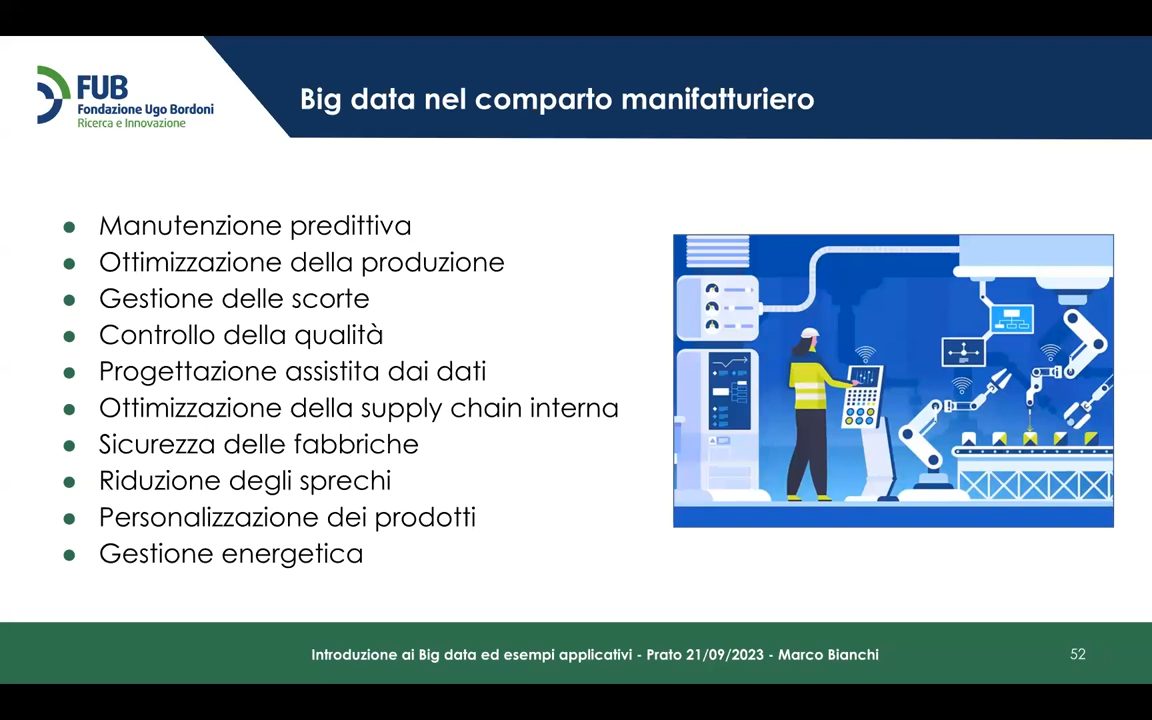 FUB
Fondazione Ugo Bordoni
Ricerca e Innovazione
Big data nel comparto manifatturiero
● Manutenzione predittiva
● Ottimizzazione della produzione
● Gestione delle scorte
● Controllo della qualità
● Progettazione assistita dai dati
● Ottimizzazione della supply chain interna
● Sicurezza delle fabbriche
● Riduzione degli sprechi
● Personalizzazione dei prodotti
● Gestione energetica
Introduzione ai Big data ed esempi applicativi - Prato 21/09/2023 - Marco Bianchi
52